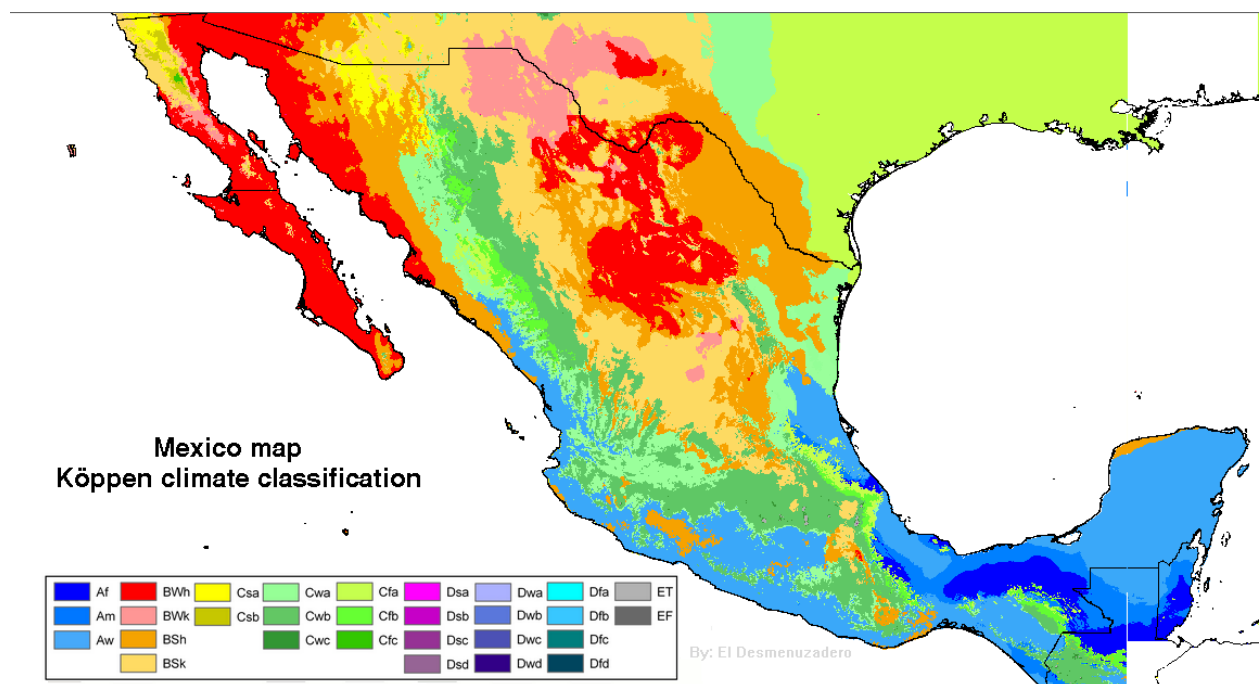 Mexico map
Köppen climate classification
Af BWh Csa Cwa Cfa Dsa Dwa Dfa ET
Am BWk Csb Cwb Cfb Dsb Dwb Dfb EF
Aw BSh Cwc Cfc Dsc Dwc Dfc
BSk Dsd Dwd Dfd
By: El Desmenuzadero